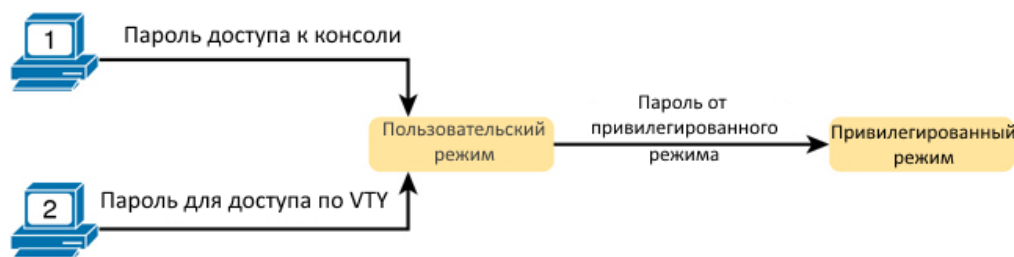 1
Пароль доступа к консоли
Пользовательский
режим
Пароль от
привилегированного
режима
Привилегированный
режим
2
Пароль для доступа по VTY